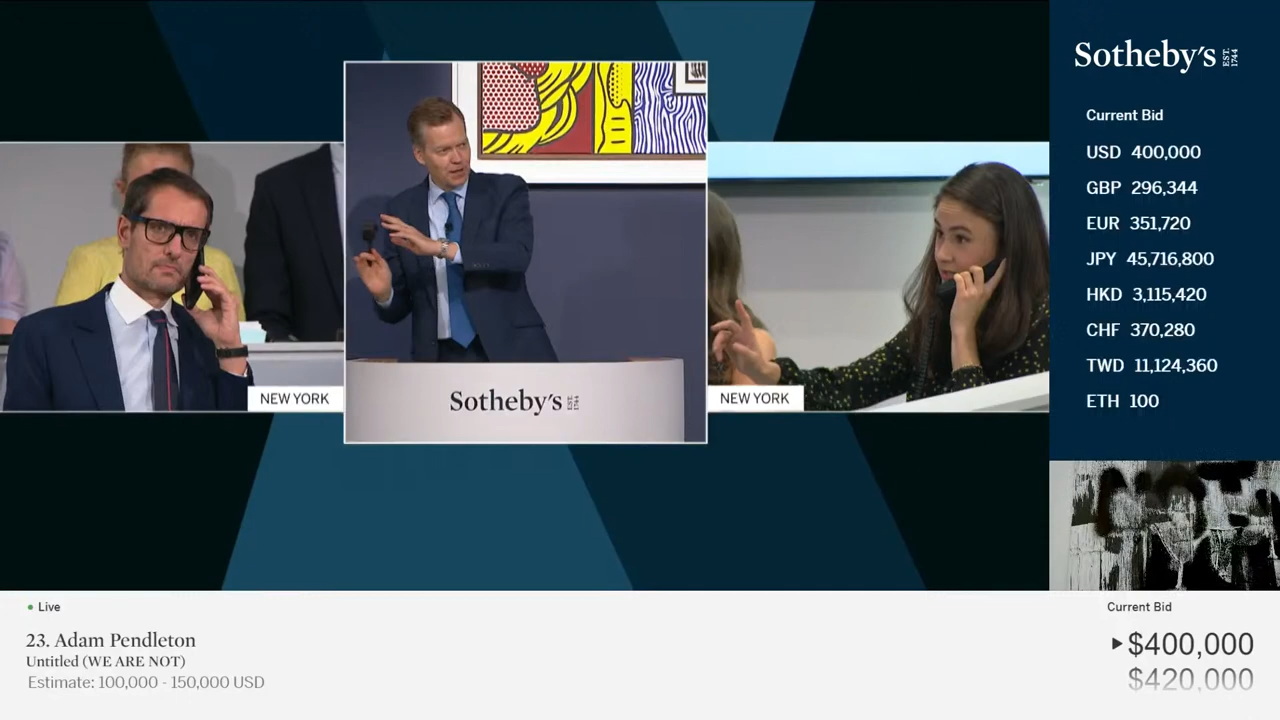 Sotheby's EST. 1744
Current Bid
USD 400,000
GBP 296,344
EUR 351,720
JPY 45,716,800
HKD 3,115,420
CHF 370,280
TWD 11,124,360
ETH 100
NEW YORK
Sotheby's EST. 1744
NEW YORK
Live
23. Adam Pendleton
Untitled (WE ARE NOT)
Estimate: 100,000 - 150,000 USD
Current Bid
$400,000
$420,000